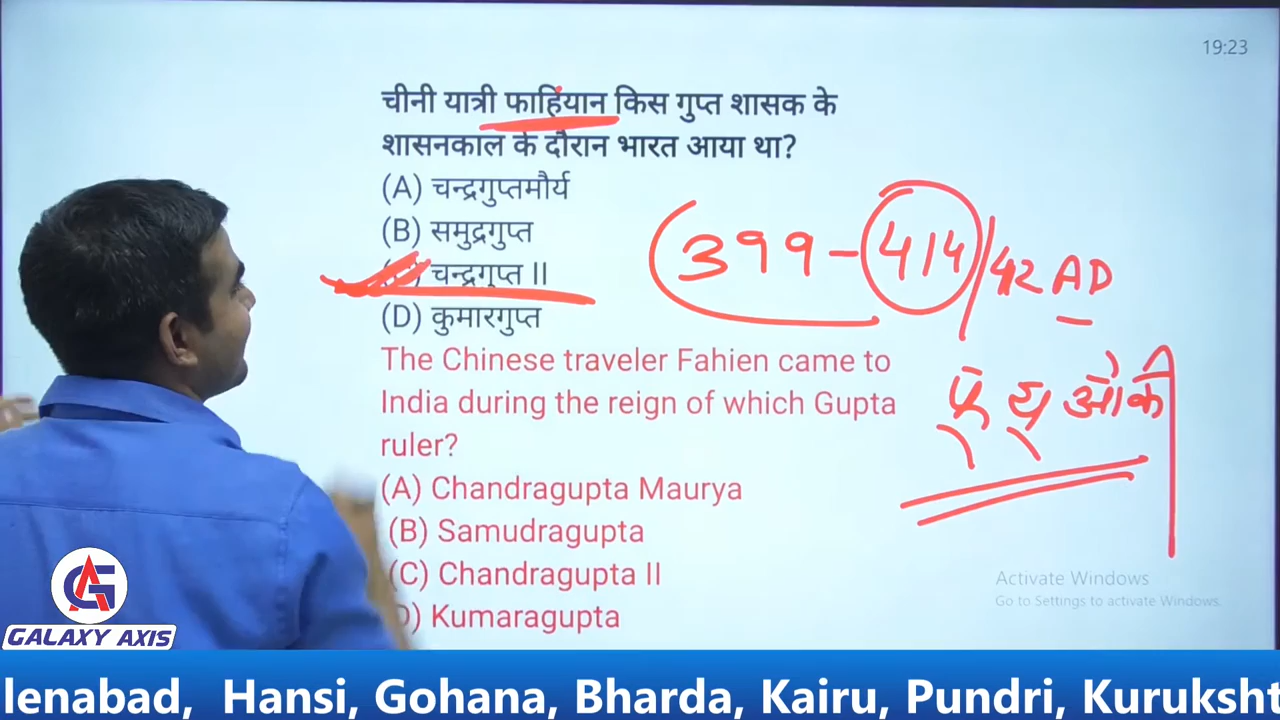 19:23
चीनी यात्री फाहिंयान किस गुप्त शासक के
शासनकाल के दौरान भारत आया था?
(A) चन्द्रगुप्तमौर्य
(B) समुद्रगुप्त
चन्द्रगुप्त II
(D) कुमारगुप्त
399-414/42 AD
The Chinese traveler Fahien came to
India during the reign of which Gupta
ruler?
(A) Chandragupta Maurya
(B) Samudragupta
(C) Chandragupta II
D) Kumaragupta
Activate Windows
Go to Settings to activate Windows.
GALAXY AXIS
lenabad, Hansi, Gohana, Bharda, Kairu, Pundri, Kuruksht